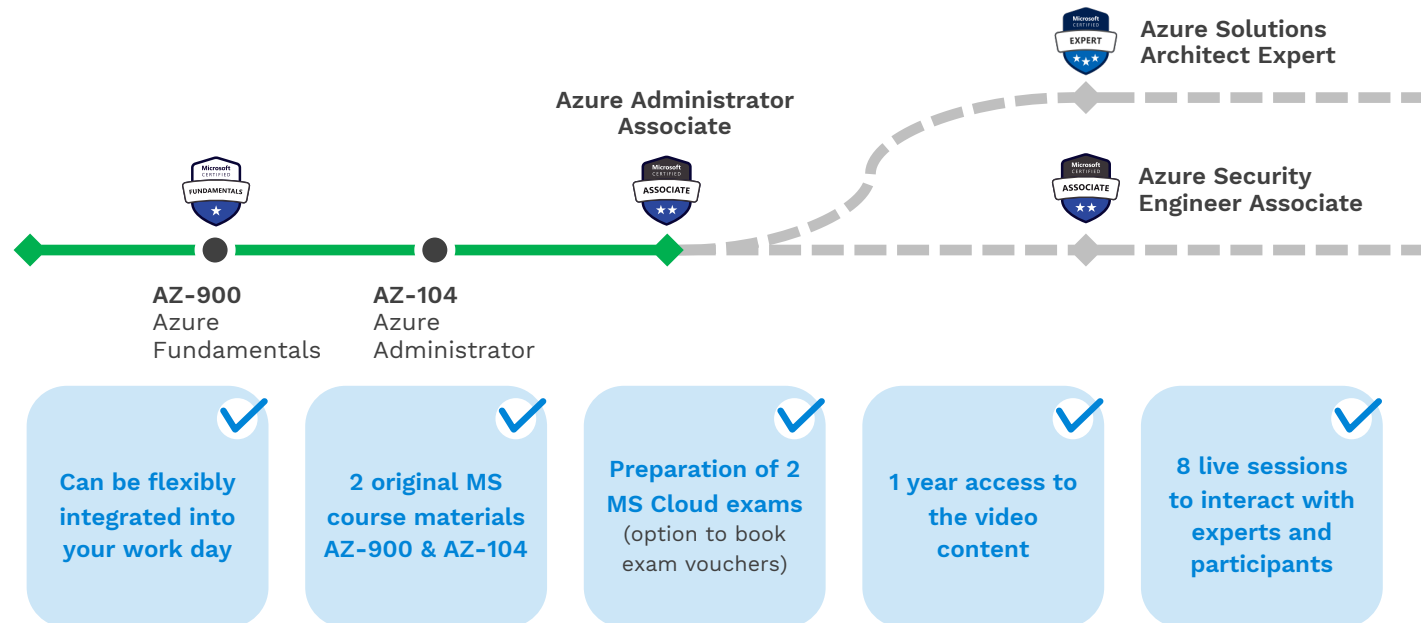 Microsoft
CERTIFIED
EXPERT
Azure Solutions
Architect Expert
Azure Administrator
Associate
Microsoft
CERTIFIED
FUNDAMENTALS
Microsoft
CERTIFIED
ASSOCIATE
Microsoft
CERTIFIED
ASSOCIATE
Azure Security
Engineer Associate
AZ-900
Azure
Fundamentals
AZ-104
Azure
Administrator
Can be flexibly
integrated into
your work day
2 original MS
course materials
AZ-900 & AZ-104
Preparation of 2
MS Cloud exams
(option to book
exam vouchers)
1 year access to
the video
content
8 live sessions
to interact with
experts and
participants